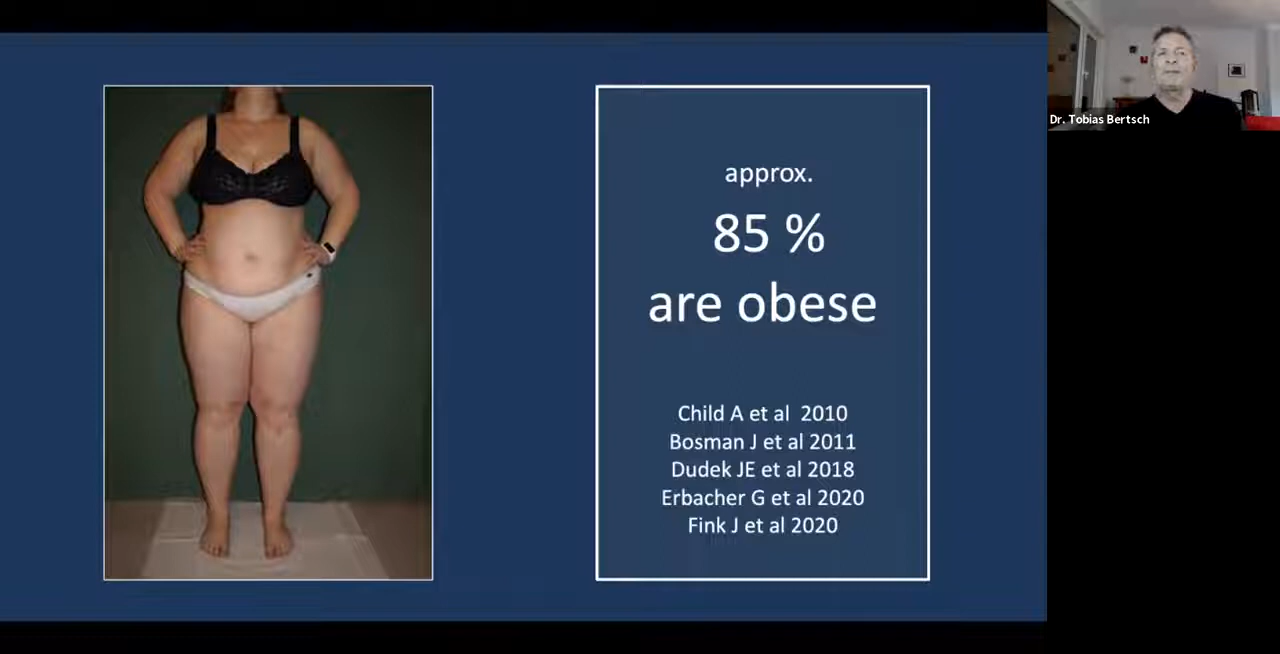 approx.
85 %
are obese
Child A et al 2010
Bosman J et al 2011
Dudek JE et al 2018
Erbacher G et al 2020
Fink J et al 2020
Dr. Tobias Bertsch